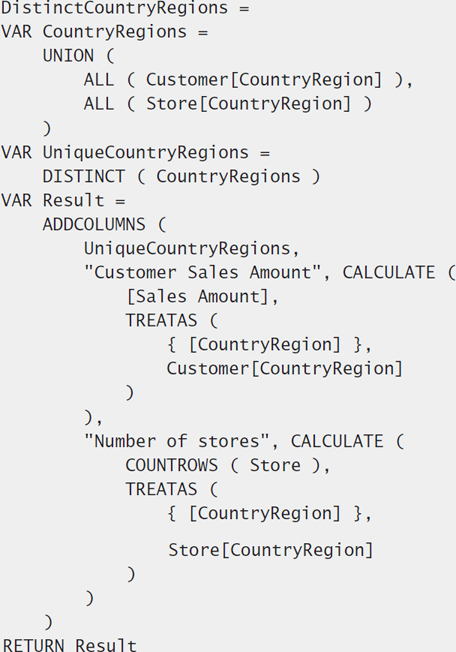 DistinctCountryRegions =
VAR CountryRegions =
    UNION (
        ALL ( Customer[CountryRegion] ),
        ALL ( Store[CountryRegion] )
    )
VAR UniqueCountryRegions =
    DISTINCT ( CountryRegions )
VAR Result =
    ADDCOLUMNS (
        UniqueCountryRegions,
        "Customer Sales Amount", CALCULATE (
            [Sales Amount],
            TREATAS (
                { [CountryRegion] },
                Customer[CountryRegion]
            )
        ),
        "Number of stores", CALCULATE (
            COUNTROWS ( Store ),
            TREATAS (
                { [CountryRegion] },
                Store[CountryRegion]
            )
        )
    )
RETURN Result